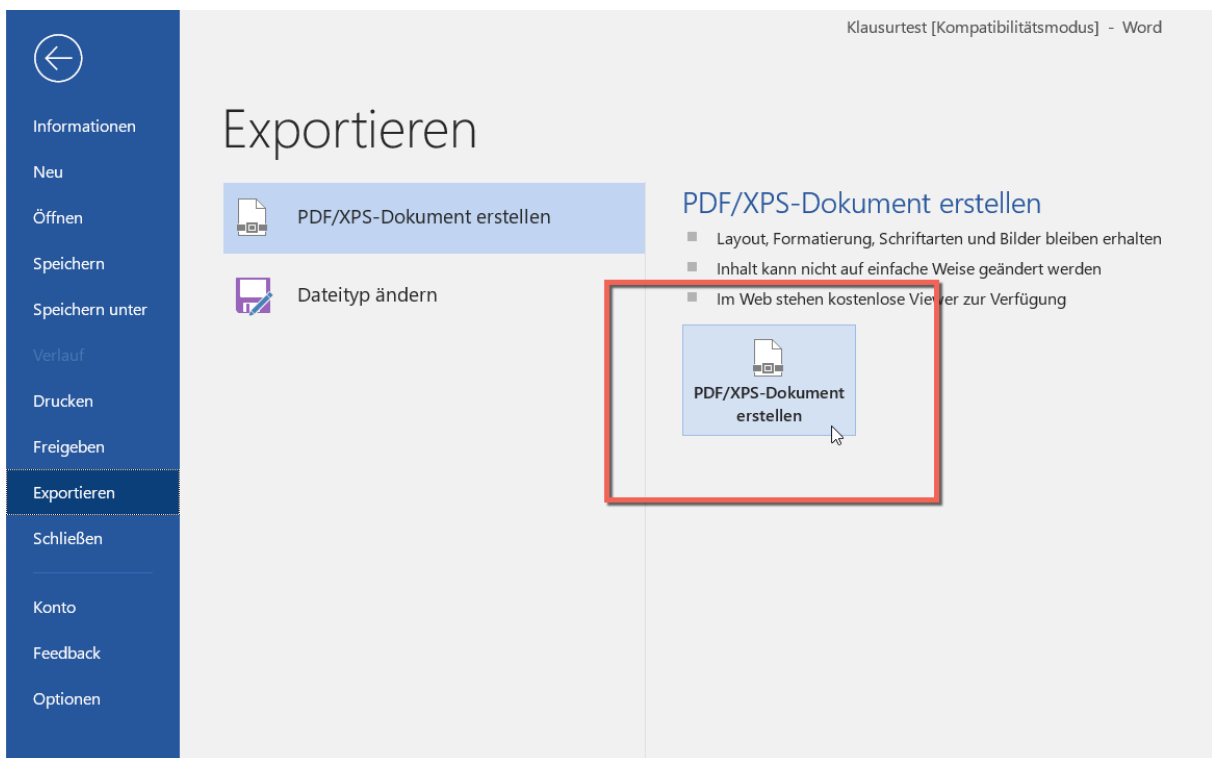 Klausurtest [Kompatibilitätsmodus] - Word
Informationen
Neu
Öffnen
Speichern
Speichern unter
Verlauf
Drucken
Freigeben
Exportieren
Schließen
Konto
Feedback
Optionen
Exportieren
PDF/XPS-Dokument erstellen
Dateityp ändern
PDF/XPS-Dokument erstellen
Layout, Formatierung, Schriftarten und Bilder bleiben erhalten
Inhalt kann nicht auf einfache Weise geändert werden
Im Web stehen kostenlose Viewer zur Verfügung
PDF/XPS-Dokument
erstellen